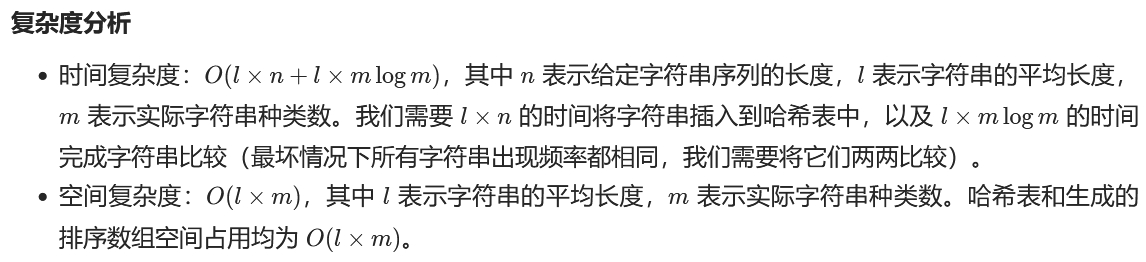 复杂度分析
• 时间复杂度：O(l × n + l × m log m)，其中 n 表示给定字符串序列的长度，l 表示字符串的平均长度，
m 表示实际字符串种类数。我们需要 l × n 的时间将字符串插入到哈希表中，以及 l × m log m 的时间
完成字符串比较（最坏情况下所有字符串出现频率都相同，我们需要将它们两两比较）。
• 空间复杂度：O(l × m)，其中 l 表示字符串的平均长度，m 表示实际字符串种类数。哈希表和生成的
排序数组空间占用均为 O(l × m)。